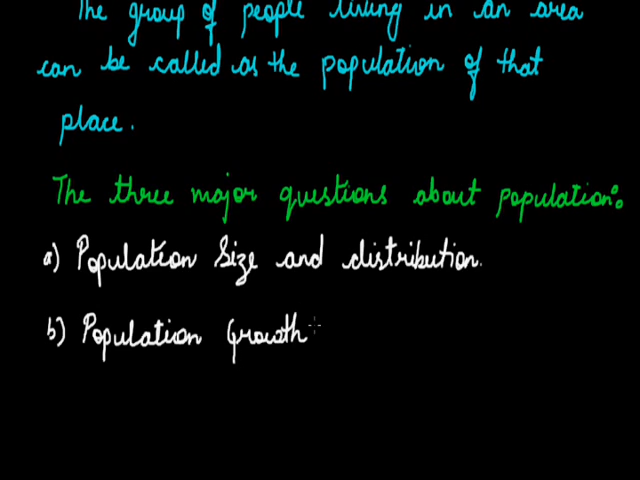 The group of people living in an area
can be called as the population of that
place.
The three major questions about population:
a) Population Size and distribution.
b) Population Growth